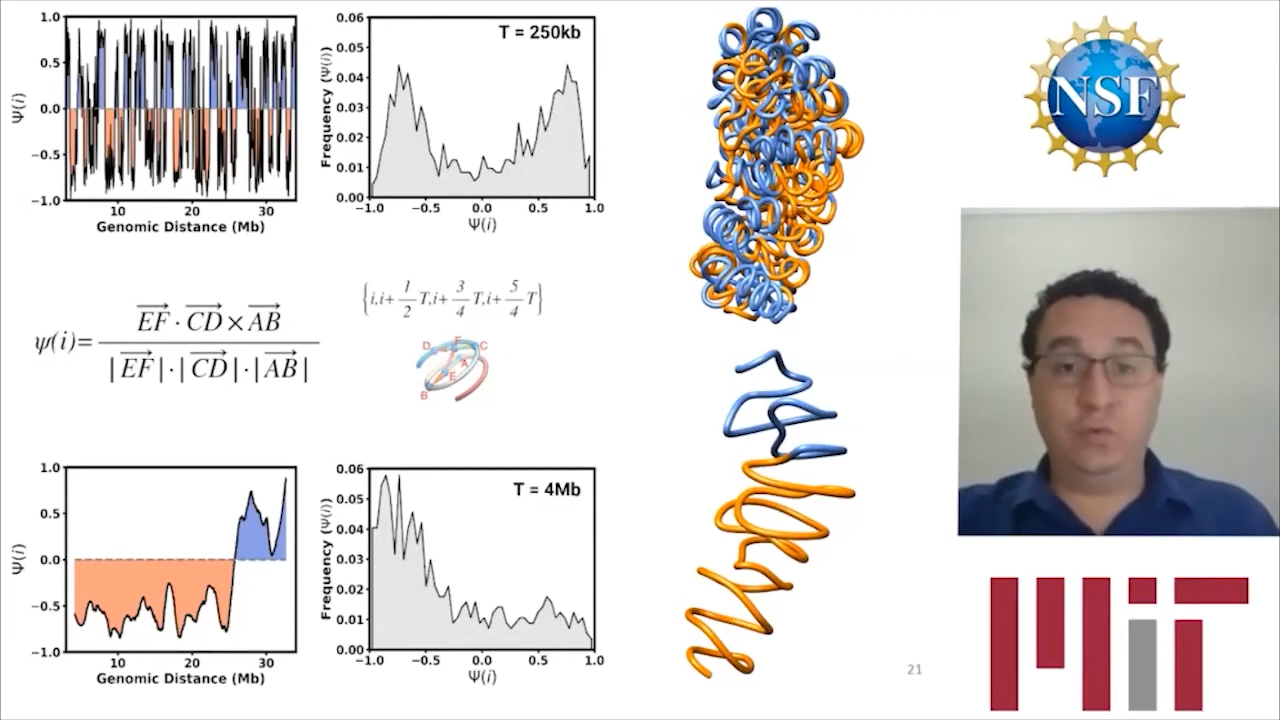 1.0
0.5
0.0
−0.5
−1.0
Ψ(i)
10 20 30
Genomic Distance (Mb)
0.06
0.05
0.04
0.03
0.02
0.01
0.00
Frequency (Ψ(i))
T = 250kb
−1.0 −0.5 0.0 0.5 1.0
Ψ(i)
NSF
ψ(i)= EF · CD × AB
|EF|·|CD|·|AB|
{i,i+ 1/2 T,i+ 3/4 T,i+ 5/4 T}
D F C
A
E
B
1.0
0.5
0.0
−0.5
−1.0
Ψ(i)
10 20 30
Genomic Distance (Mb)
0.06
0.05
0.04
0.03
0.02
0.01
0.00
Frequency (Ψ(i))
T = 4Mb
−1.0 −0.5 0.0 0.5 1.0
Ψ(i)
21
MIT